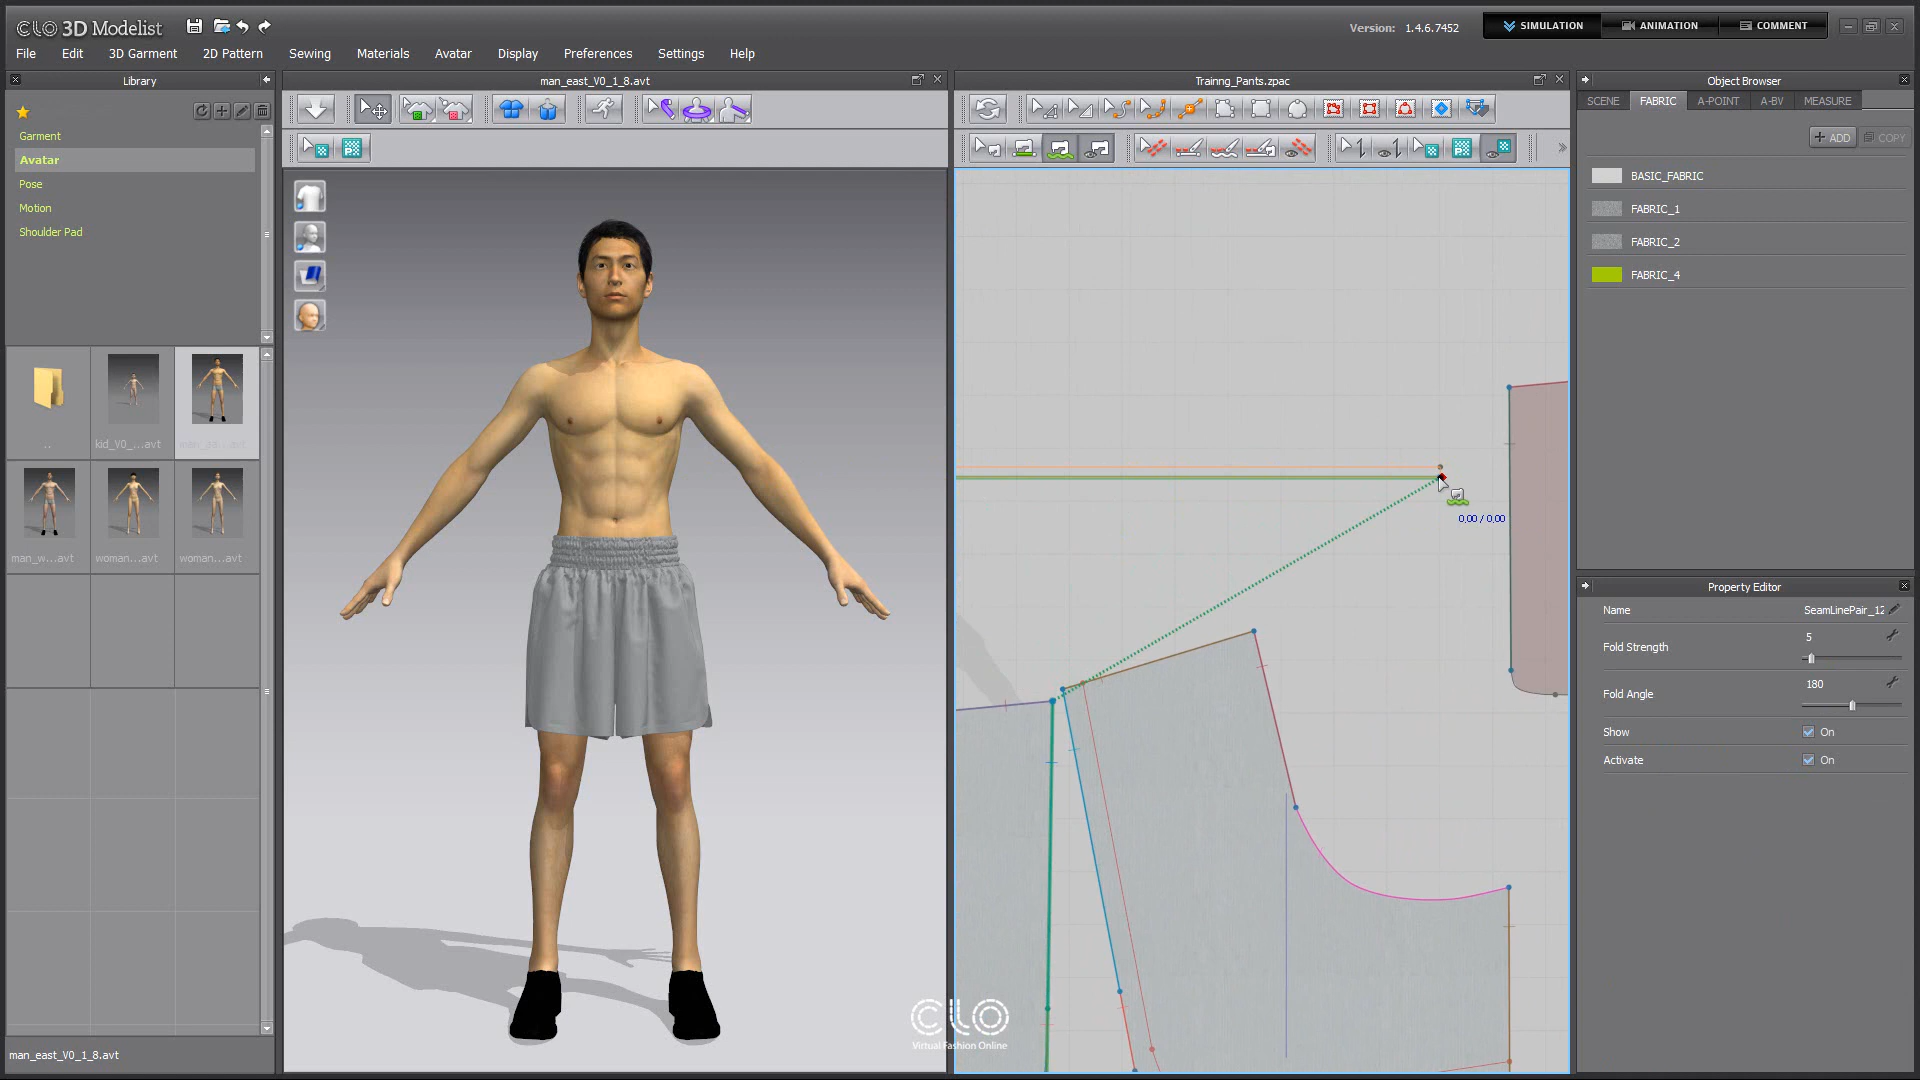 CLO 3D Modelist
Version: 1.4.6.7452
SIMULATION
ANIMATION
COMMENT
File Edit 3D Garment 2D Pattern Sewing Materials Avatar Display Preferences Settings Help
Library
man_east_V0_1_8.avt
Trainng_Pants.zpac
Object Browser
SCENE FABRIC A-POINT A-BV MEASURE
ADD COPY
Garment
Avatar
Pose
Motion
Shoulder Pad
BASIC_FABRIC
FABRIC_1
FABRIC_2
FABRIC_4
..
kid_V0_...avt
man_w...avt
woman...avt
woman...avt
0,00 / 0,00
Property Editor
Name SeamLinePair_12
Fold Strength 5
Fold Angle 180
Show On
Activate On
CLO
Virtual Fashion Online
man_east_V0_1_8.avt